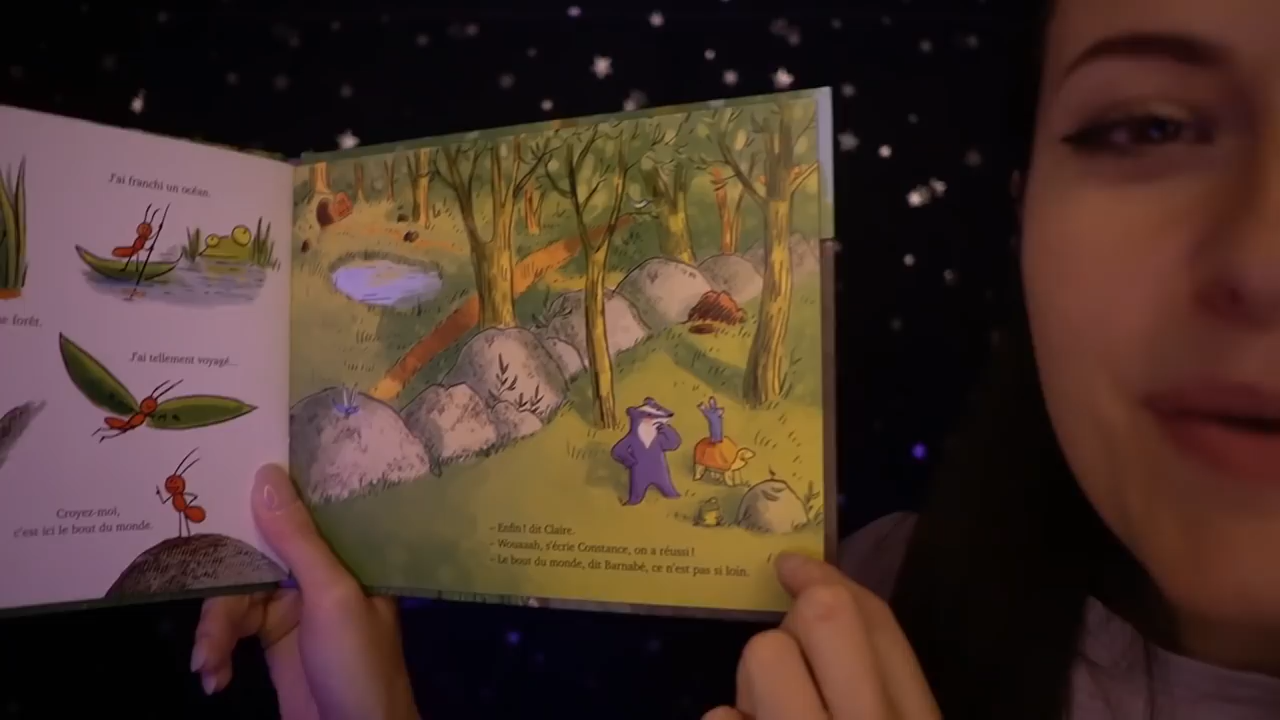 J'ai franchi un océan.
forêt.
J'ai tellement voyagé...
Croyez-moi,
c'est ici le bout du monde.
– Enfin ! dit Claire.
– Wouaaah, s'écrie Constance, on a réussi !
– Le bout du monde, dit Barnabé, ce n'est pas si loin.